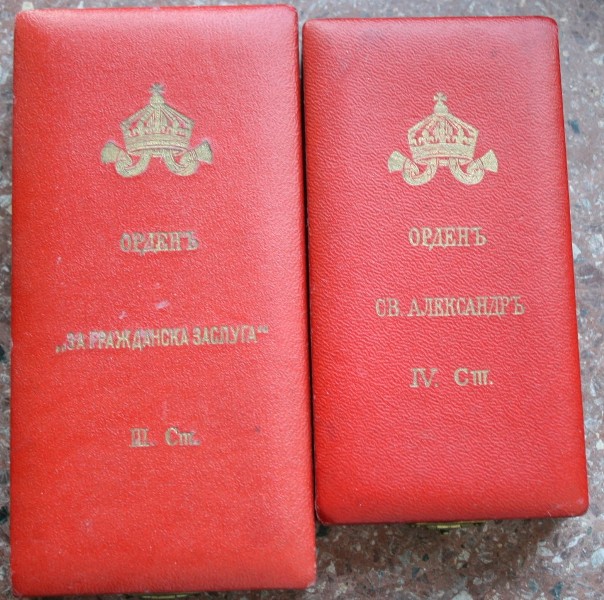 ОРДЕНЪ
„ЗА ГРАЖДАНСКА ЗАСЛУГА“
III. Ст.
ОРДЕНЪ
СВ. АЛЕКСАНДРЪ
IV. Ст.